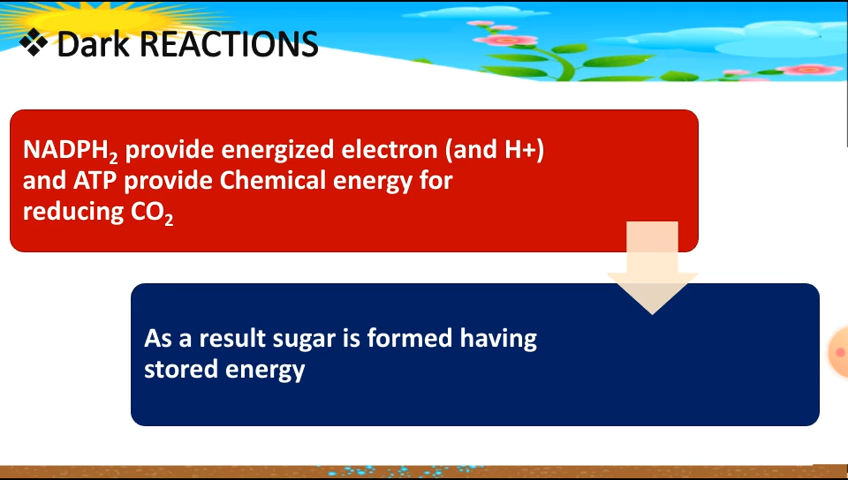 ❖ Dark REACTIONS
NADPH₂ provide energized electron (and H+)
and ATP provide Chemical energy for
reducing CO₂
As a result sugar is formed having
stored energy